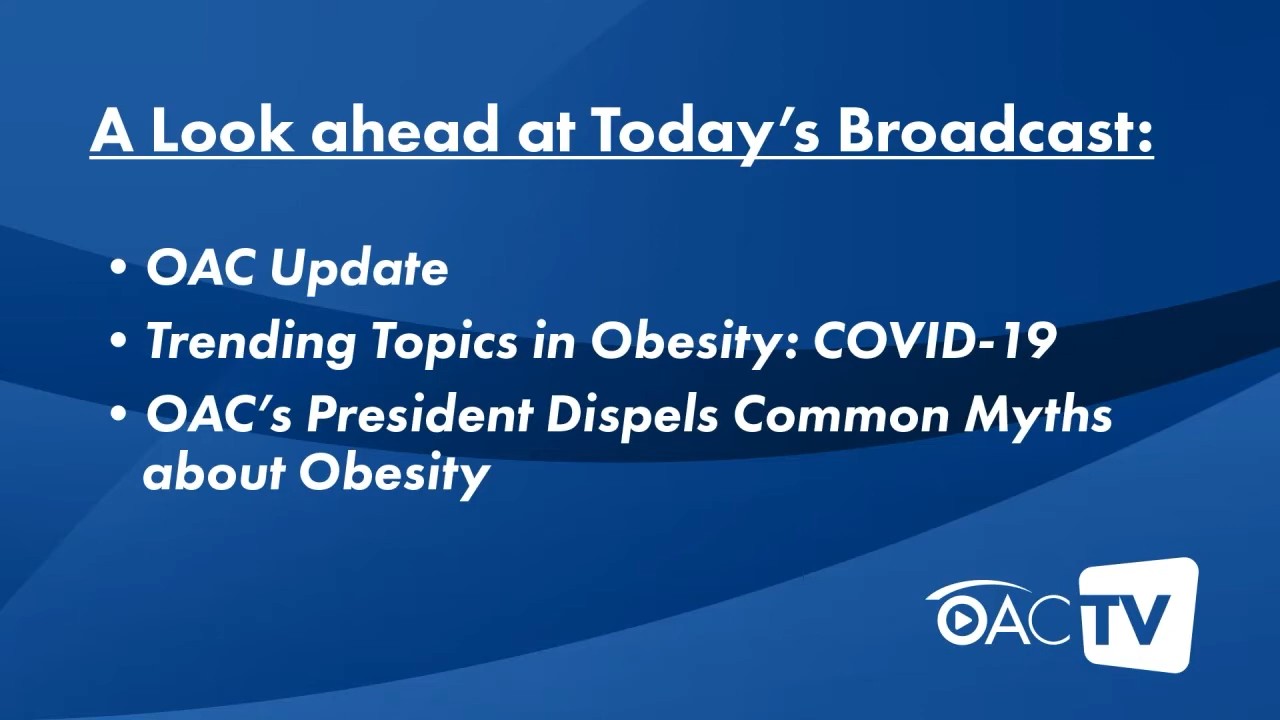 A Look ahead at Today’s Broadcast:
• OAC Update
• Trending Topics in Obesity: COVID-19
• OAC’s President Dispels Common Myths
about Obesity
OAC TV